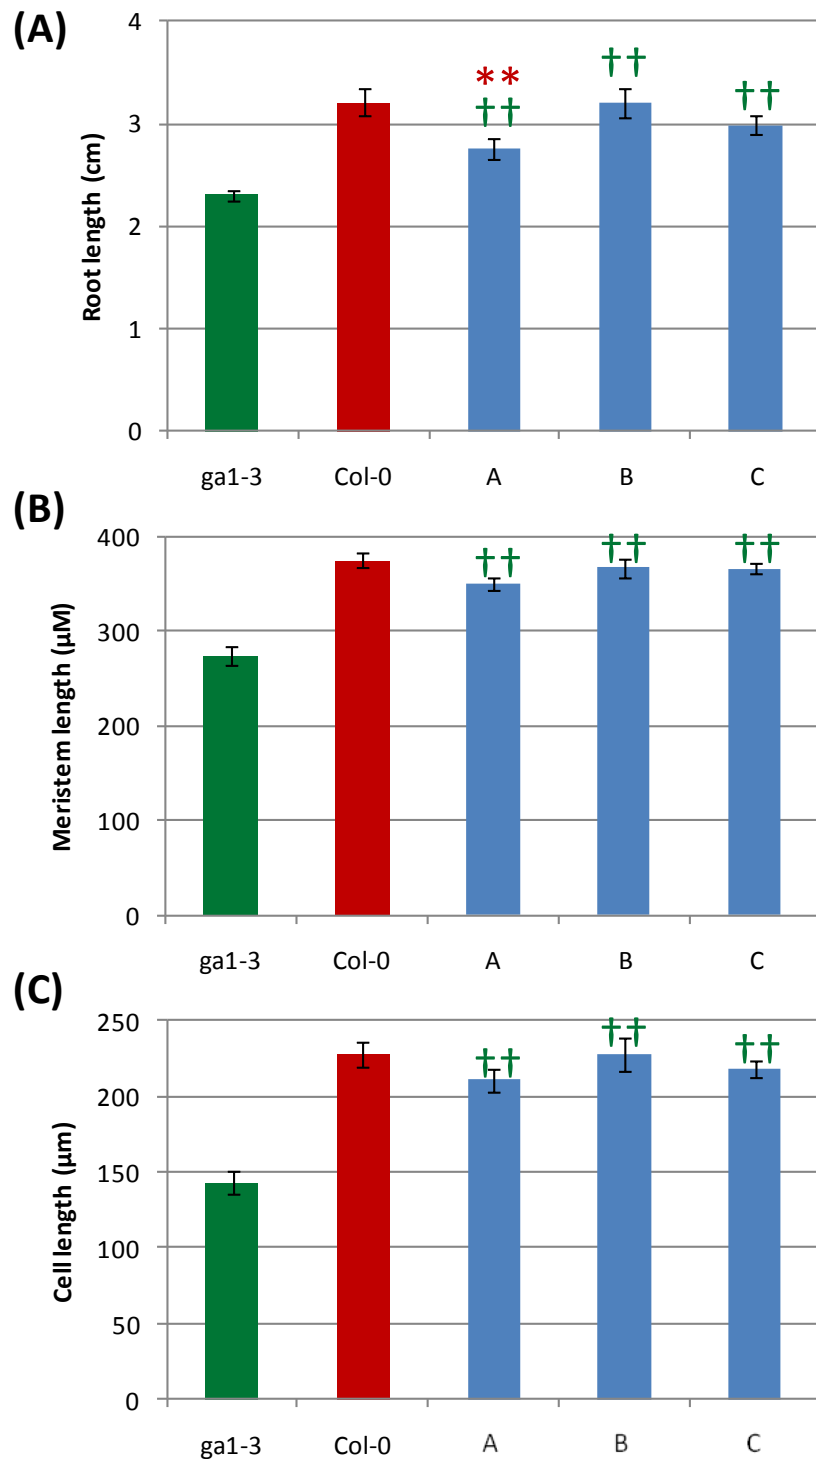 (A)
Root length (cm)
4
3
2
1
0
**
††
††
††
ga1-3 Col-0 A B C
(B)
Meristem length (µM)
400
300
200
100
0
††
††
††
ga1-3 Col-0 A B C
(C)
Cell length (µm)
250
200
150
100
50
0
††
††
††
ga1-3 Col-0 A B C